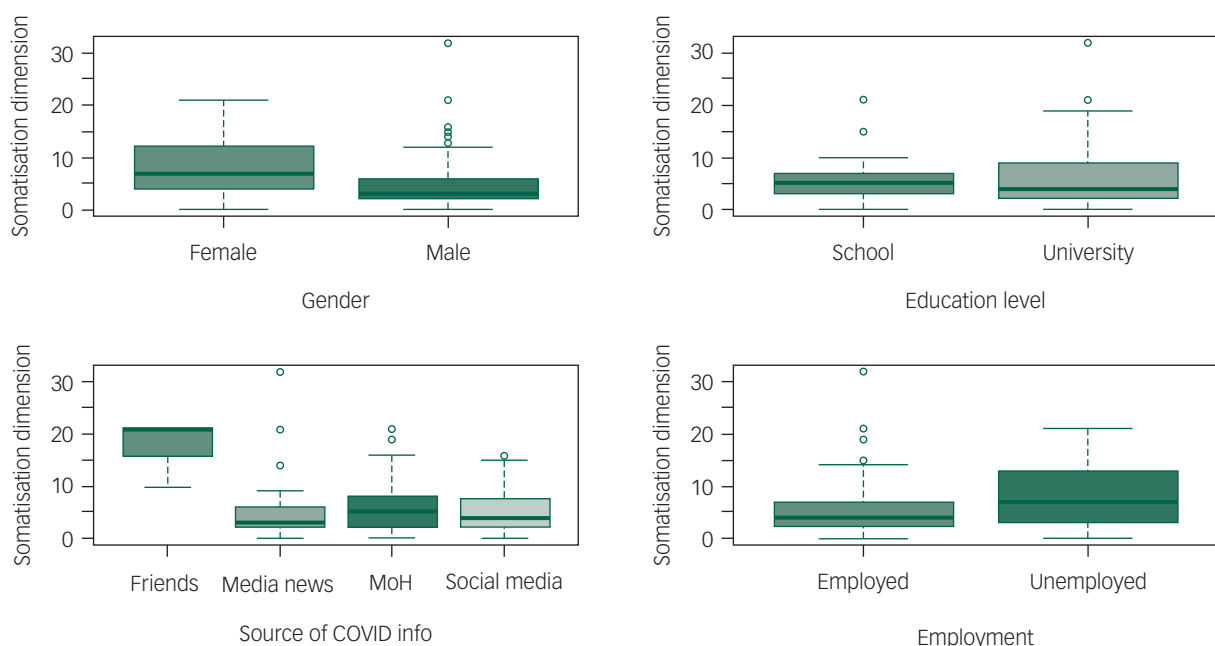 Somatisation dimension
30
20
10
0
Female Male
Gender
Somatisation dimension
30
20
10
0
School University
Education level
Somatisation dimension
30
20
10
0
Friends Media news MoH Social media
Source of COVID info
Somatisation dimension
30
20
10
0
Employed Unemployed
Employment